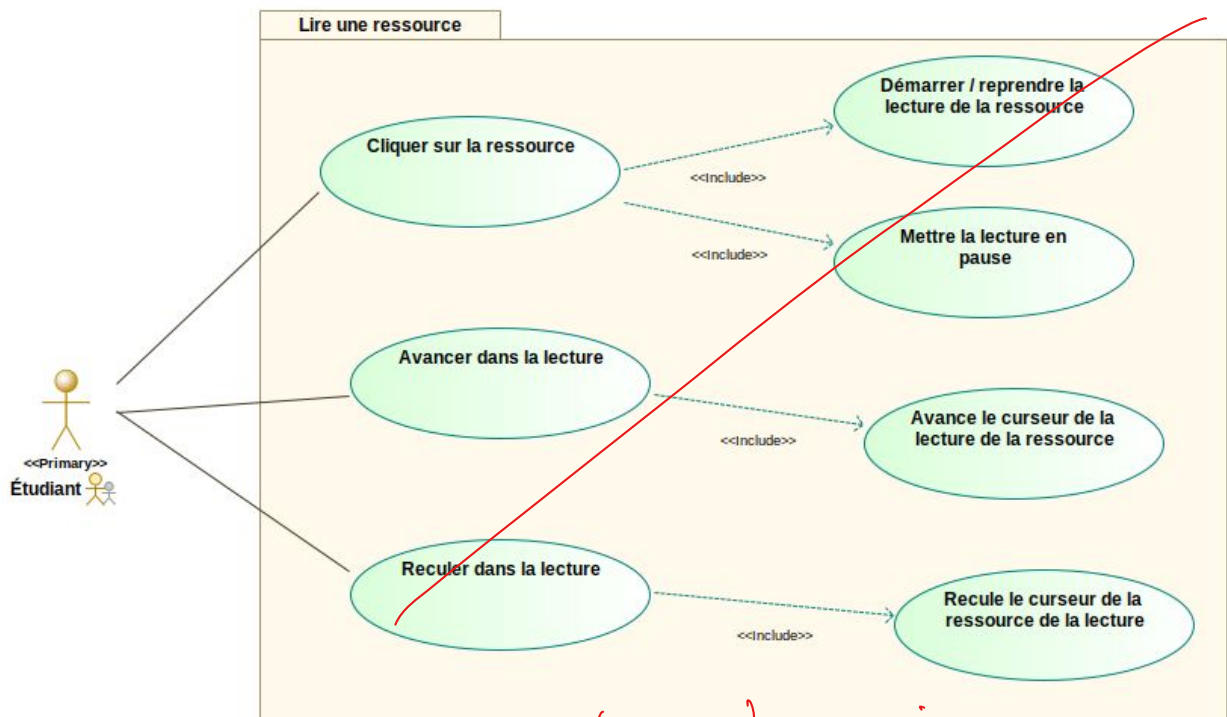 Lire une ressource
Démarrer / reprendre la
lecture de la ressource
Cliquer sur la ressource
<<Include>>
Mettre la lecture en
pause
<<Include>>
Avancer dans la lecture
Avance le curseur de la
lecture de la ressource
<<Include>>
<<Primary>>
Étudiant
Reculer dans la lecture
Recule le curseur de la
ressource de la lecture
<<Include>>